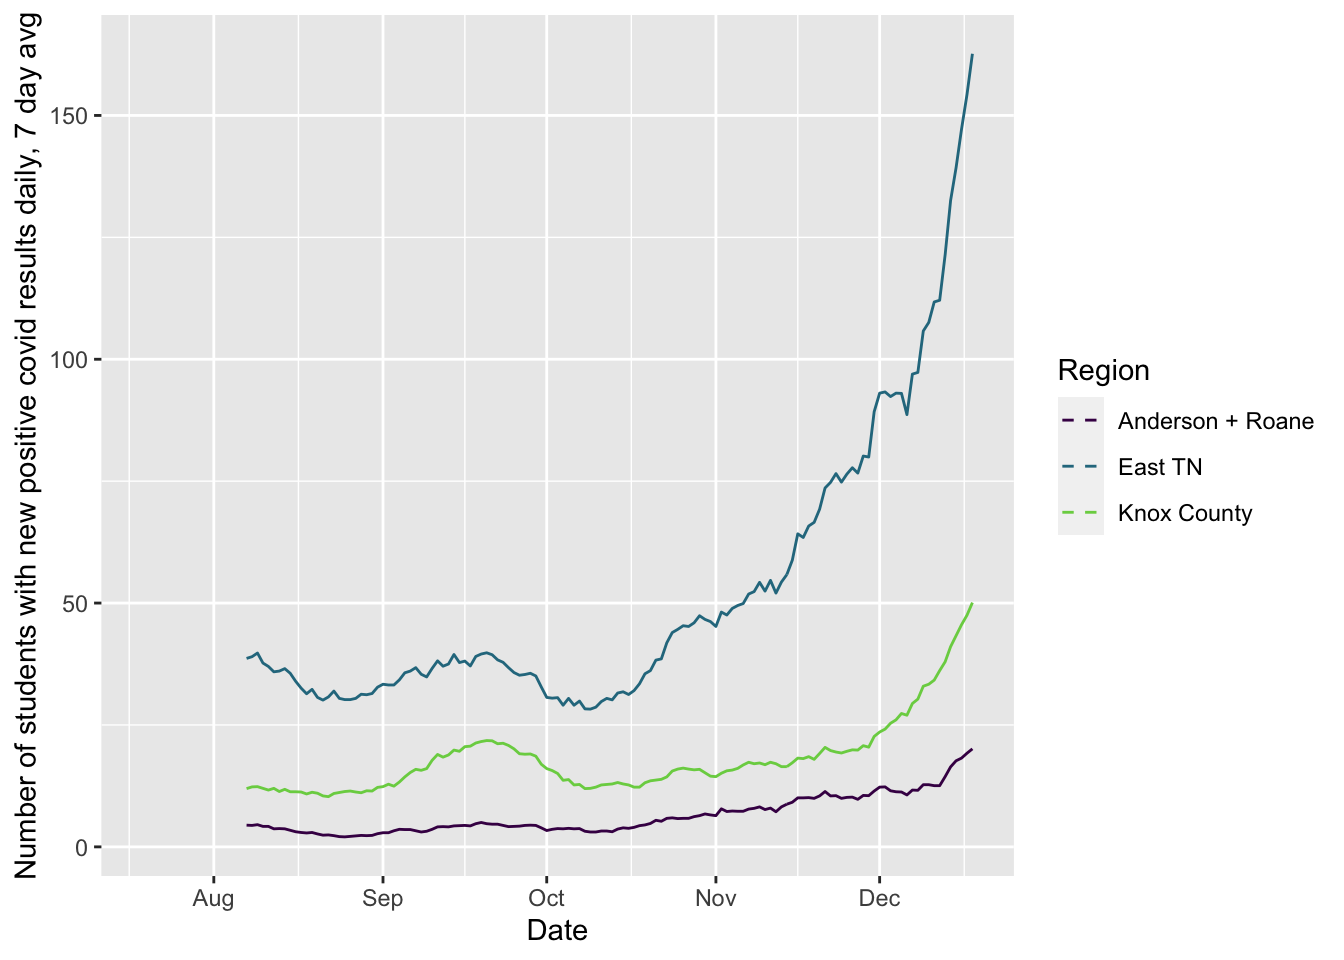 Number of students with new positive covid results daily, 7 day avg
150
100
50
0
Aug
Sep
Oct
Nov
Dec
Date
Region
Anderson + Roane
East TN
Knox County